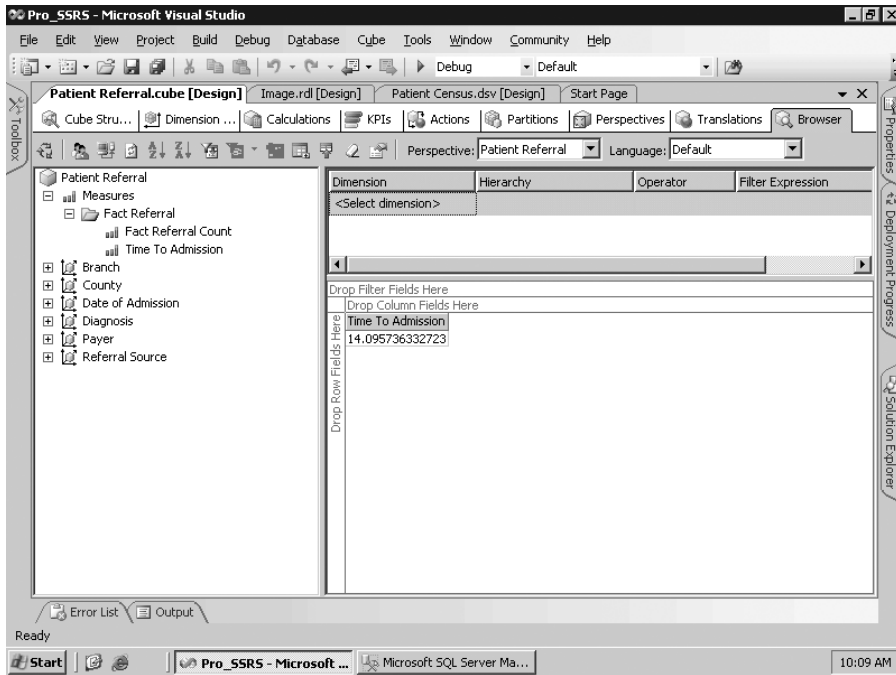 Pro_SSRS - Microsoft Visual Studio
File Edit View Project Build Debug Database Cube Tools Window Community Help
Debug Default
Patient Referral.cube [Design] Image.rdl [Design] Patient Census.dsv [Design] Start Page
Cube Stru... Dimension ... Calculations KPIs Actions Partitions Perspectives Translations Browser
Perspective: Patient Referral Language: Default
Toolbox
Patient Referral
Measures
Fact Referral
Fact Referral Count
Time To Admission
Branch
County
Date of Admission
Diagnosis
Payer
Referral Source
Dimension Hierarchy Operator Filter Expression
<Select dimension>
Drop Filter Fields Here
Drop Column Fields Here
Drop Row Fields Here
Time To Admission
14.095736332723
Properties
Deployment Progress
Solution Explorer
Error List Output
Ready
Start Pro_SSRS - Microsoft ... Microsoft SQL Server Ma... 10:09 AM